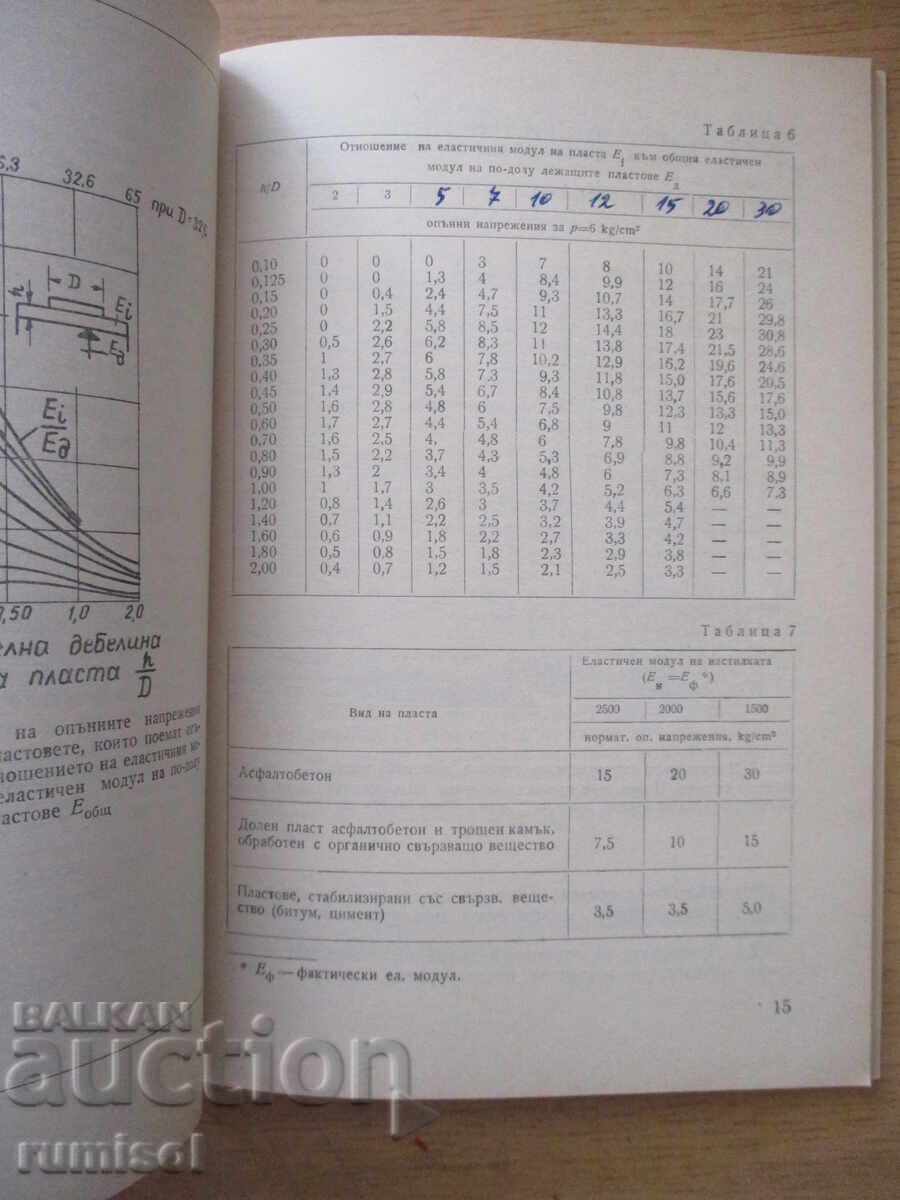 6,3 32,6 65 при D=32,
D
h
Ei
Eд
Ei/Eд
0,50 1,0 2,0
елна дебелина
а пласта h/D
на опънните напрежения
ластовете, които поемат
ношението на еластичния
еластичен модул на по-долу
ластове Eобщ
Таблица 6
h/D
Отношение на еластичния модул на пласта Ei към общия еластичен
модул на по-долу лежащите пластове Eд
2 3 5 7 10 12 15 20 30
опънни напрежения за p=6 kg/cm²
0,10 0 0 0 3 7 8 10 14 21
0,125 0 0 1,3 4 8,4 9,9 12 16 24
0,15 0 0,4 2,4 4,7 9,3 10,7 14 17,7 26
0,20 0 1,5 4,4 7,5 11 13,3 16,7 21 29,8
0,25 0 2,2 5,8 8,5 12 14,4 18 23 30,8
0,30 0,5 2,6 6,2 8,3 11 13,8 17,4 21,5 28,6
0,35 1 2,7 6 7,8 10,2 12,9 16,2 19,6 24,6
0,40 1,3 2,8 5,8 7,3 9,3 11,8 15,0 17,6 20,5
0,45 1,4 2,9 5,4 6,7 8,4 10,8 13,7 15,6 17,6
0,50 1,6 2,8 4,8 6 7,5 9,8 12,3 13,3 15,0
0,60 1,7 2,7 4,4 5,4 6,8 9 11 12 13,3
0,70 1,6 2,5 4, 4,8 6 7,8 9,8 10,4 11,3
0,80 1,5 2,2 3,7 4,3 5,3 6,9 8,8 9,2 9,9
0,90 1,3 2 3,4 4 4,8 6 7,3 8,1 8,9
1,00 1 1,7 3 3,5 4,2 5,2 6,3 6,6 7,3
1,20 0,8 1,4 2,6 3 3,7 4,4 5,4 — —
1,40 0,7 1,1 2,2 2,5 3,2 3,9 4,7 — —
1,60 0,6 0,9 1,8 2,2 2,7 3,3 4,2 — —
1,80 0,5 0,8 1,5 1,8 2,3 2,9 3,8 — —
2,00 0,4 0,7 1,2 1,5 2,1 2,5 3,3 — —
Таблица 7
Вид на пласта
Еластичен модул на настилката
(Eн =Eф*)
2500 2000 1500
нормат. оп. напрежения, kg/cm²
Асфалтобетон 15 20 30
Долен пласт асфалтобетон и трошен камък,
обработен с органично свързващо вещество 7,5 10 15
Пластове, стабилизирани със свързв. веще-
ство (битум, цимент) 3,5 3,5 5,0
* Eф —фактически ел. модул.
15
BALKAN
auction
rumisol